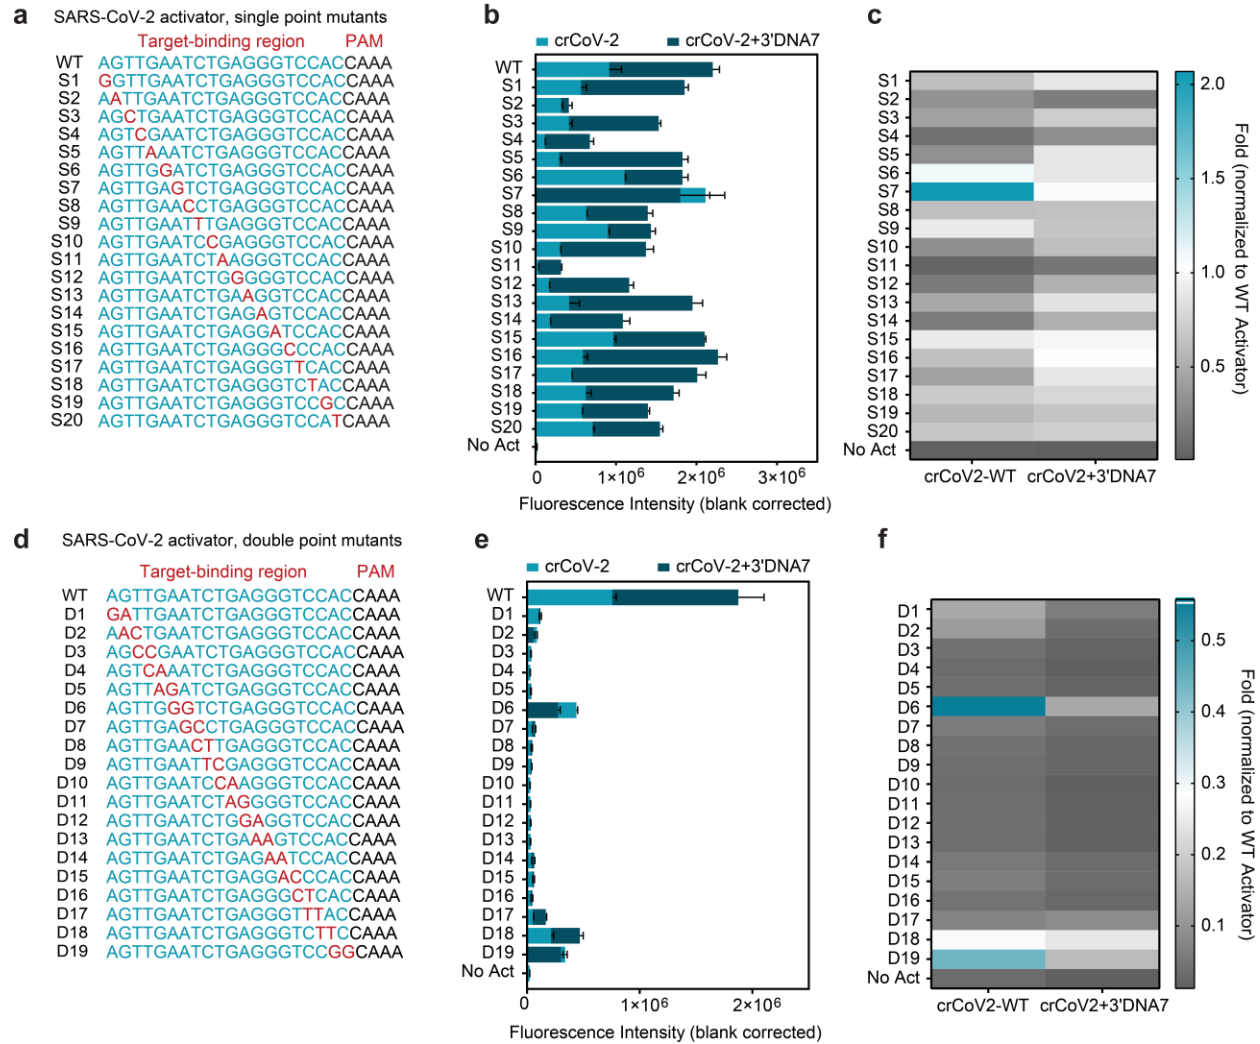 a SARS-CoV-2 activator, single point mutants
Target-binding region PAM
WT AGTTGAATCTGAGGGTCCACCAAA
S1 GGTTGAATCTGAGGGTCCACCAAA
S2 AATTGAATCTGAGGGTCCACCAAA
S3 AGCTGAATCTGAGGGTCCACCAAA
S4 AGTCGAATCTGAGGGTCCACCAAA
S5 AGTTAAATCTGAGGGTCCACCAAA
S6 AGTTGGATCTGAGGGTCCACCAAA
S7 AGTTGAGTCTGAGGGTCCACCAAA
S8 AGTTGAACCTGAGGGTCCACCAAA
S9 AGTTGAATTTGAGGGTCCACCAAA
S10 AGTTGAATCCGAGGGTCCACCAAA
S11 AGTTGAATCTAAGGGTCCACCAAA
S12 AGTTGAATCTGGGGGTCCACCAAA
S13 AGTTGAATCTGAAGGTCCACCAAA
S14 AGTTGAATCTGAGAGTCCACCAAA
S15 AGTTGAATCTGAGGATCCACCAAA
S16 AGTTGAATCTGAGGGCCCACCAAA
S17 AGTTGAATCTGAGGGTTCACCAAA
S18 AGTTGAATCTGAGGGTCTACCAAA
S19 AGTTGAATCTGAGGGTCCGCCAAA
S20 AGTTGAATCTGAGGGTCCATCAAA
b
crCoV-2 crCoV-2+3'DNA7
WT
S1
S2
S3
S4
S5
S6
S7
S8
S9
S10
S11
S12
S13
S14
S15
S16
S17
S18
S19
S20
No Act
0 1×10⁶ 2×10⁶ 3×10⁶
Fluorescence Intensity (blank corrected)
c
S1
S2
S3
S4
S5
S6
S7
S8
S9
S10
S11
S12
S13
S14
S15
S16
S17
S18
S19
S20
No Act
crCoV2-WT crCoV2+3'DNA7
2.0
1.5
1.0
0.5
Fold (normalized to WT Activator)
d SARS-CoV-2 activator, double point mutants
Target-binding region PAM
WT AGTTGAATCTGAGGGTCCACCAAA
D1 GATTGAATCTGAGGGTCCACCAAA
D2 AACTGAATCTGAGGGTCCACCAAA
D3 AGCCGAATCTGAGGGTCCACCAAA
D4 AGTCAAATCTGAGGGTCCACCAAA
D5 AGTTAGATCTGAGGGTCCACCAAA
D6 AGTTGGGTCTGAGGGTCCACCAAA
D7 AGTTGAGCCTGAGGGTCCACCAAA
D8 AGTTGAACTTGAGGGTCCACCAAA
D9 AGTTGAATTCGAGGGTCCACCAAA
D10 AGTTGAATCCAAGGGTCCACCAAA
D11 AGTTGAATCTAGGGGTCCACCAAA
D12 AGTTGAATCTGGAGGTCCACCAAA
D13 AGTTGAATCTGAAAGTCCACCAAA
D14 AGTTGAATCTGAGAATCCACCAAA
D15 AGTTGAATCTGAGGACCCACCAAA
D16 AGTTGAATCTGAGGGCTCACCAAA
D17 AGTTGAATCTGAGGGTTTACCAAA
D18 AGTTGAATCTGAGGGTCTTCCAAA
D19 AGTTGAATCTGAGGGTCCGGCAAA
e
crCoV-2 crCoV-2+3'DNA7
WT
D1
D2
D3
D4
D5
D6
D7
D8
D9
D10
D11
D12
D13
D14
D15
D16
D17
D18
D19
No Act
0 1×10⁶ 2×10⁶
Fluorescence Intensity (blank corrected)
f
D1
D2
D3
D4
D5
D6
D7
D8
D9
D10
D11
D12
D13
D14
D15
D16
D17
D18
D19
No Act
crCoV2-WT crCoV2+3'DNA7
0.5
0.4
0.3
0.2
0.1
Fold (normalized to WT Activator)